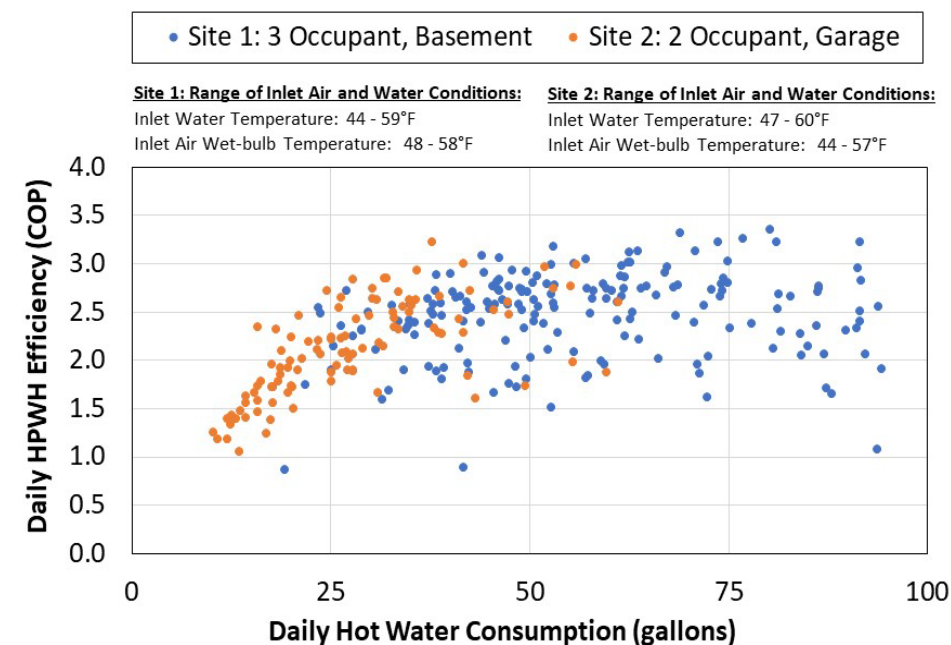 Site 1: 3 Occupant, Basement Site 2: 2 Occupant, Garage
Site 1: Range of Inlet Air and Water Conditions:
Inlet Water Temperature: 44 - 59°F
Inlet Air Wet-bulb Temperature: 48 - 58°F
Site 2: Range of Inlet Air and Water Conditions:
Inlet Water Temperature: 47 - 60°F
Inlet Air Wet-bulb Temperature: 44 - 57°F
Daily HPWH Efficiency (COP)
4.0
3.5
3.0
2.5
2.0
1.5
1.0
0.5
0.0
0 25 50 75 100
Daily Hot Water Consumption (gallons)